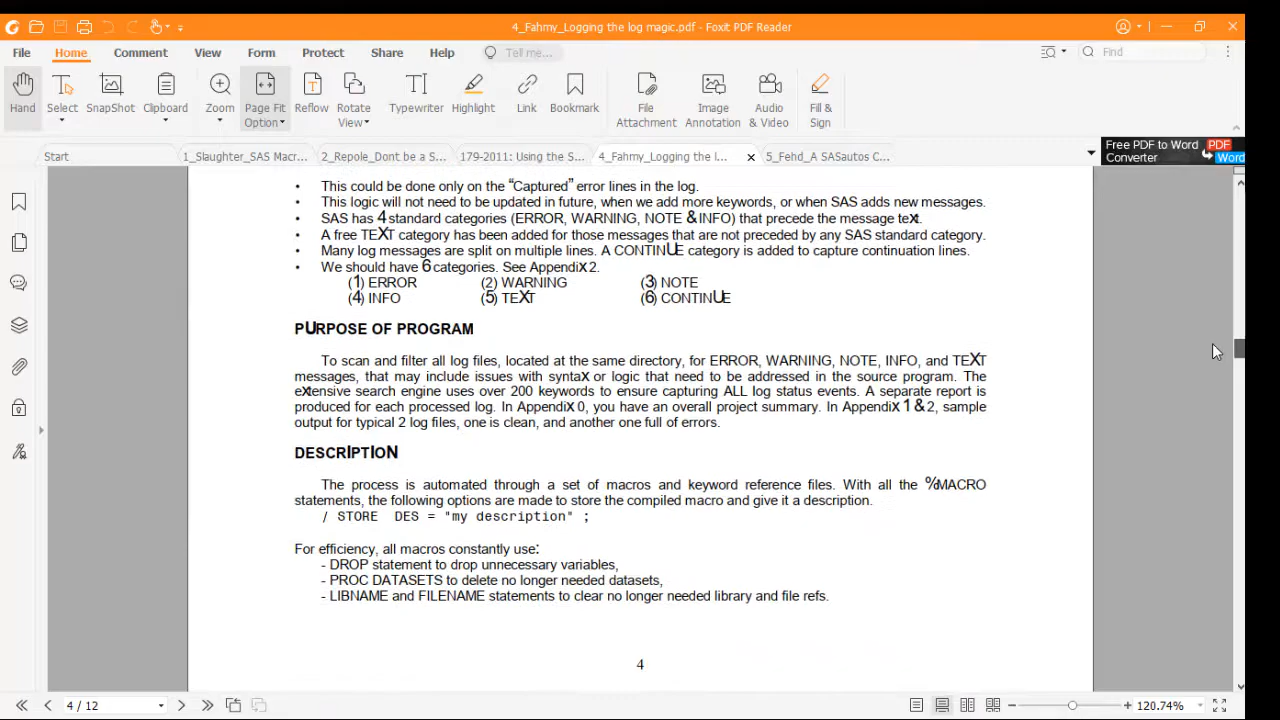 4_Fahmy_Logging the log magic.pdf - Foxit PDF Reader
File Home Comment View Form Protect Share Help Tell me... Find
Hand Select SnapShot Clipboard Zoom Page Fit Option Reflow Rotate View Typewriter Highlight Link Bookmark File Attachment Image Annotation Audio & Video Fill & Sign
Start 1_Slaughter_SAS Macr... 2_Repole_Dont be a S... 179-2011: Using the S... 4_Fahmy_Logging the l... 5_Fehd_A SASautos C...
Free PDF to Word
Converter
PDF
Word
• This could be done only on the “Captured” error lines in the log.
• This logic will not need to be updated in future, when we add more keywords, or when SAS adds new messages.
• SAS has 4 standard categories (ERROR, WARNING, NOTE & INFO) that precede the message text.
• A free TEXT category has been added for those messages that are not preceded by any SAS standard category.
• Many log messages are split on multiple lines. A CONTINUE category is added to capture continuation lines.
• We should have 6 categories. See Appendix 2.
(1) ERROR (2) WARNING (3) NOTE
(4) INFO (5) TEXT (6) CONTINUE
PURPOSE OF PROGRAM
To scan and filter all log files, located at the same directory, for ERROR, WARNING, NOTE, INFO, and TEXT
messages, that may include issues with syntax or logic that need to be addressed in the source program. The
extensive search engine uses over 200 keywords to ensure capturing ALL log status events. A separate report is
produced for each processed log. In Appendix 0, you have an overall project summary. In Appendix 1 & 2, sample
output for typical 2 log files, one is clean, and another one full of errors.
DESCRIPTION
The process is automated through a set of macros and keyword reference files. With all the %MACRO
statements, the following options are made to store the compiled macro and give it a description.
/ STORE DES = "my description" ;
For efficiency, all macros constantly use:
- DROP statement to drop unnecessary variables,
- PROC DATASETS to delete no longer needed datasets,
- LIBNAME and FILENAME statements to clear no longer needed library and file refs.
4
4 / 12 120.74%